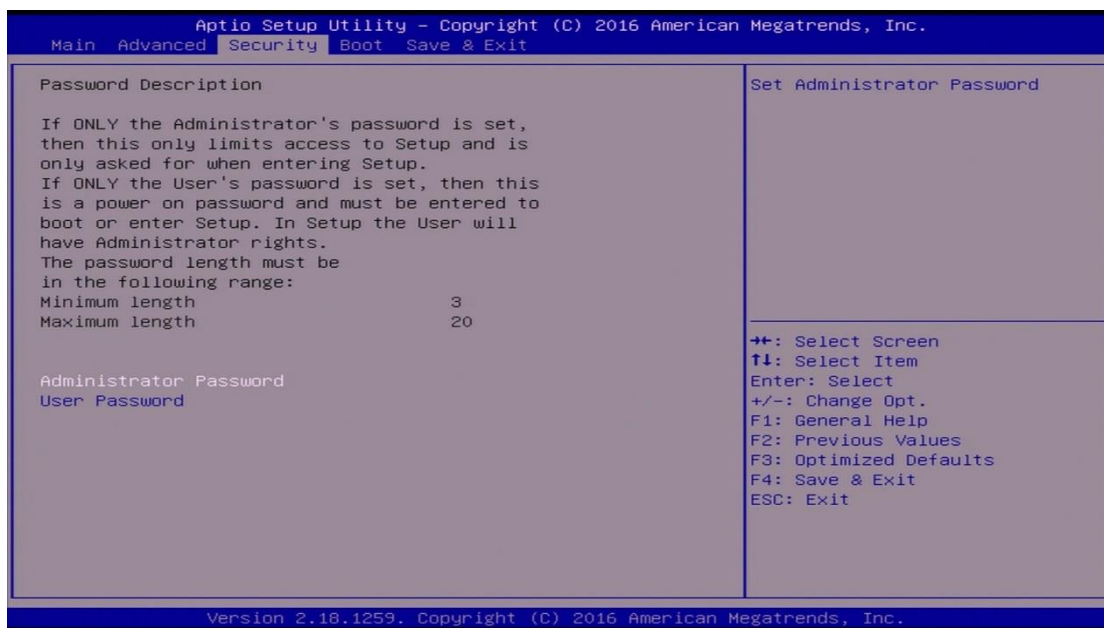 Aptio Setup Utility – Copyright (C) 2016 American Megatrends, Inc.
Main Advanced Security Boot Save & Exit
Password Description
If ONLY the Administrator's password is set,
then this only limits access to Setup and is
only asked for when entering Setup.
If ONLY the User's password is set, then this
is a power on password and must be entered to
boot or enter Setup. In Setup the User will
have Administrator rights.
The password length must be
in the following range:
Minimum length 3
Maximum length 20
Administrator Password
User Password
Set Administrator Password
→←: Select Screen
↑↓: Select Item
Enter: Select
+/-: Change Opt.
F1: General Help
F2: Previous Values
F3: Optimized Defaults
F4: Save & Exit
ESC: Exit
Version 2.18.1259. Copyright (C) 2016 American Megatrends, Inc.